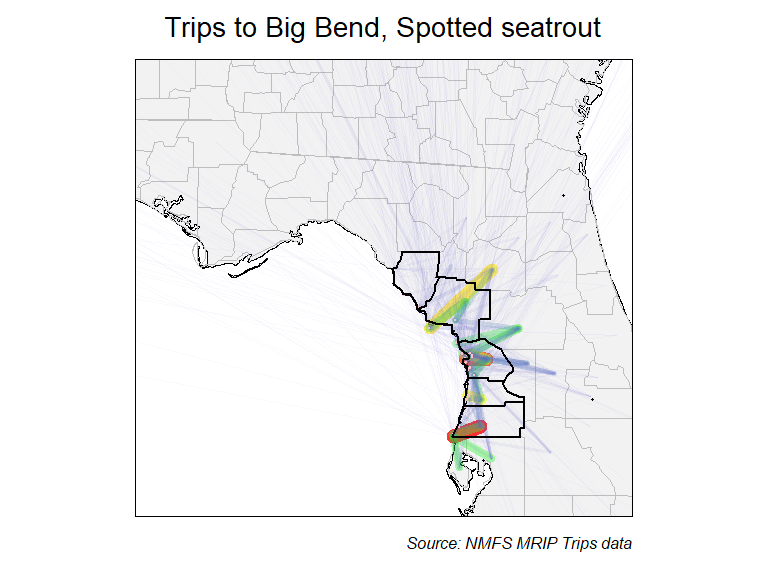 Trips to Big Bend, Spotted seatrout
Source: NMFS MRIP Trips data